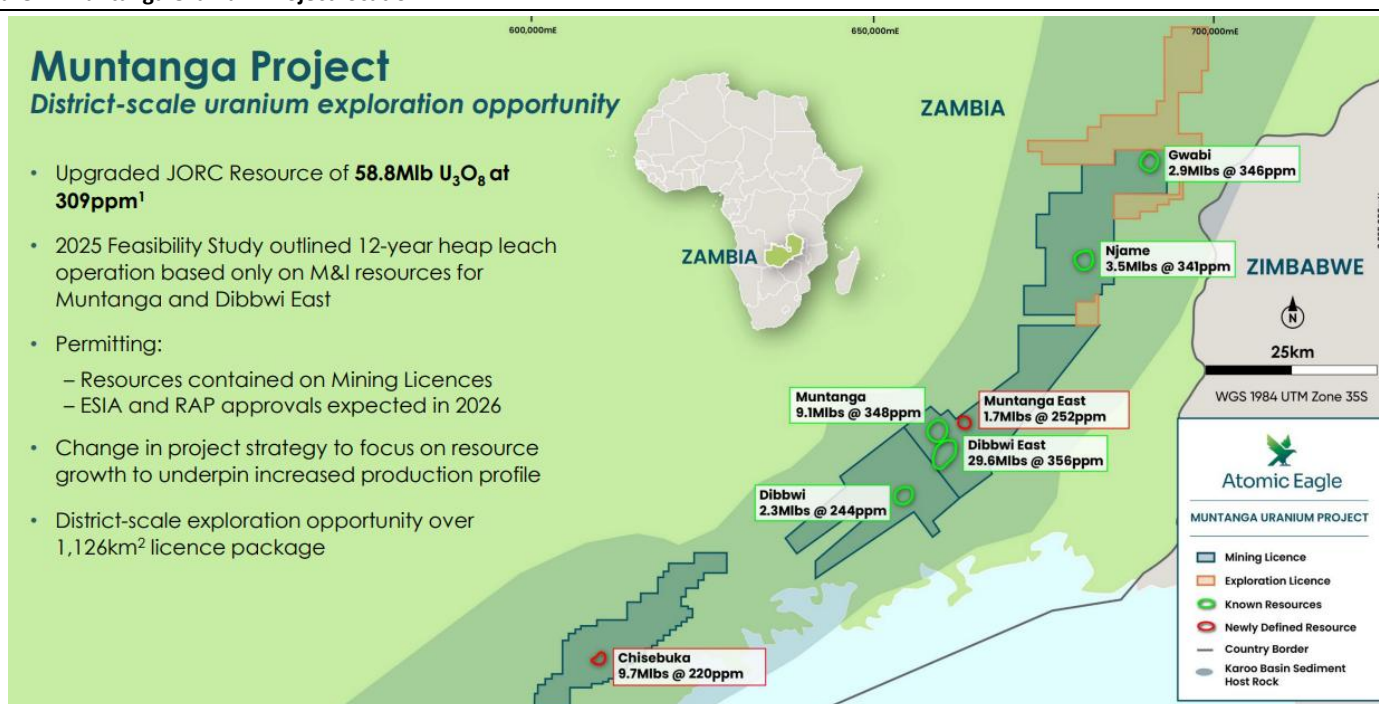 600,000mE
650,000mE
700,000mE
Muntanga Project
District-scale uranium exploration opportunity
• Upgraded JORC Resource of 58.8Mlb U₃O₈ at
309ppm¹
• 2025 Feasibility Study outlined 12-year heap leach
operation based only on M&I resources for
Muntanga and Dibbwi East
• Permitting:
– Resources contained on Mining Licences
– ESIA and RAP approvals expected in 2026
• Change in project strategy to focus on resource
growth to underpin increased production profile
• District-scale exploration opportunity over
1,126km² licence package
ZAMBIA
ZAMBIA
Gwabi
2.9Mlbs @ 346ppm
Njame
3.5Mlbs @ 341ppm
ZIMBABWE
N
25km
WGS 1984 UTM Zone 35S
Muntanga
9.1Mlbs @ 348ppm
Muntanga East
1.7Mlbs @ 252ppm
Dibbwi East
29.6Mlbs @ 356ppm
Dibbwi
2.3Mlbs @ 244ppm
Chisebuka
9.7Mlbs @ 220ppm
Atomic Eagle
MUNTANGA URANIUM PROJECT
Mining Licence
Exploration Licence
Known Resources
Newly Defined Resource
Country Border
Karoo Basin Sediment
Host Rock